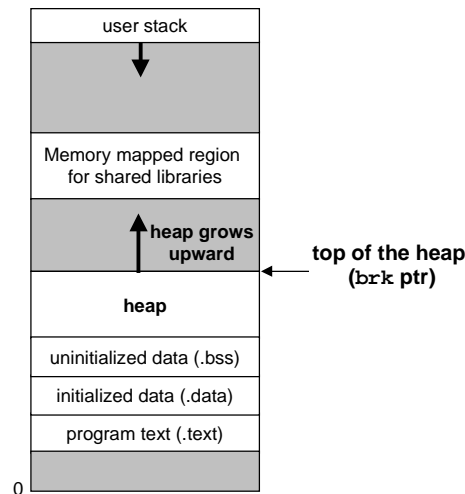 user stack
Memory mapped region
for shared libraries
heap grows
upward
top of the heap
(brk ptr)
heap
uninitialized data (.bss)
initialized data (.data)
program text (.text)
0